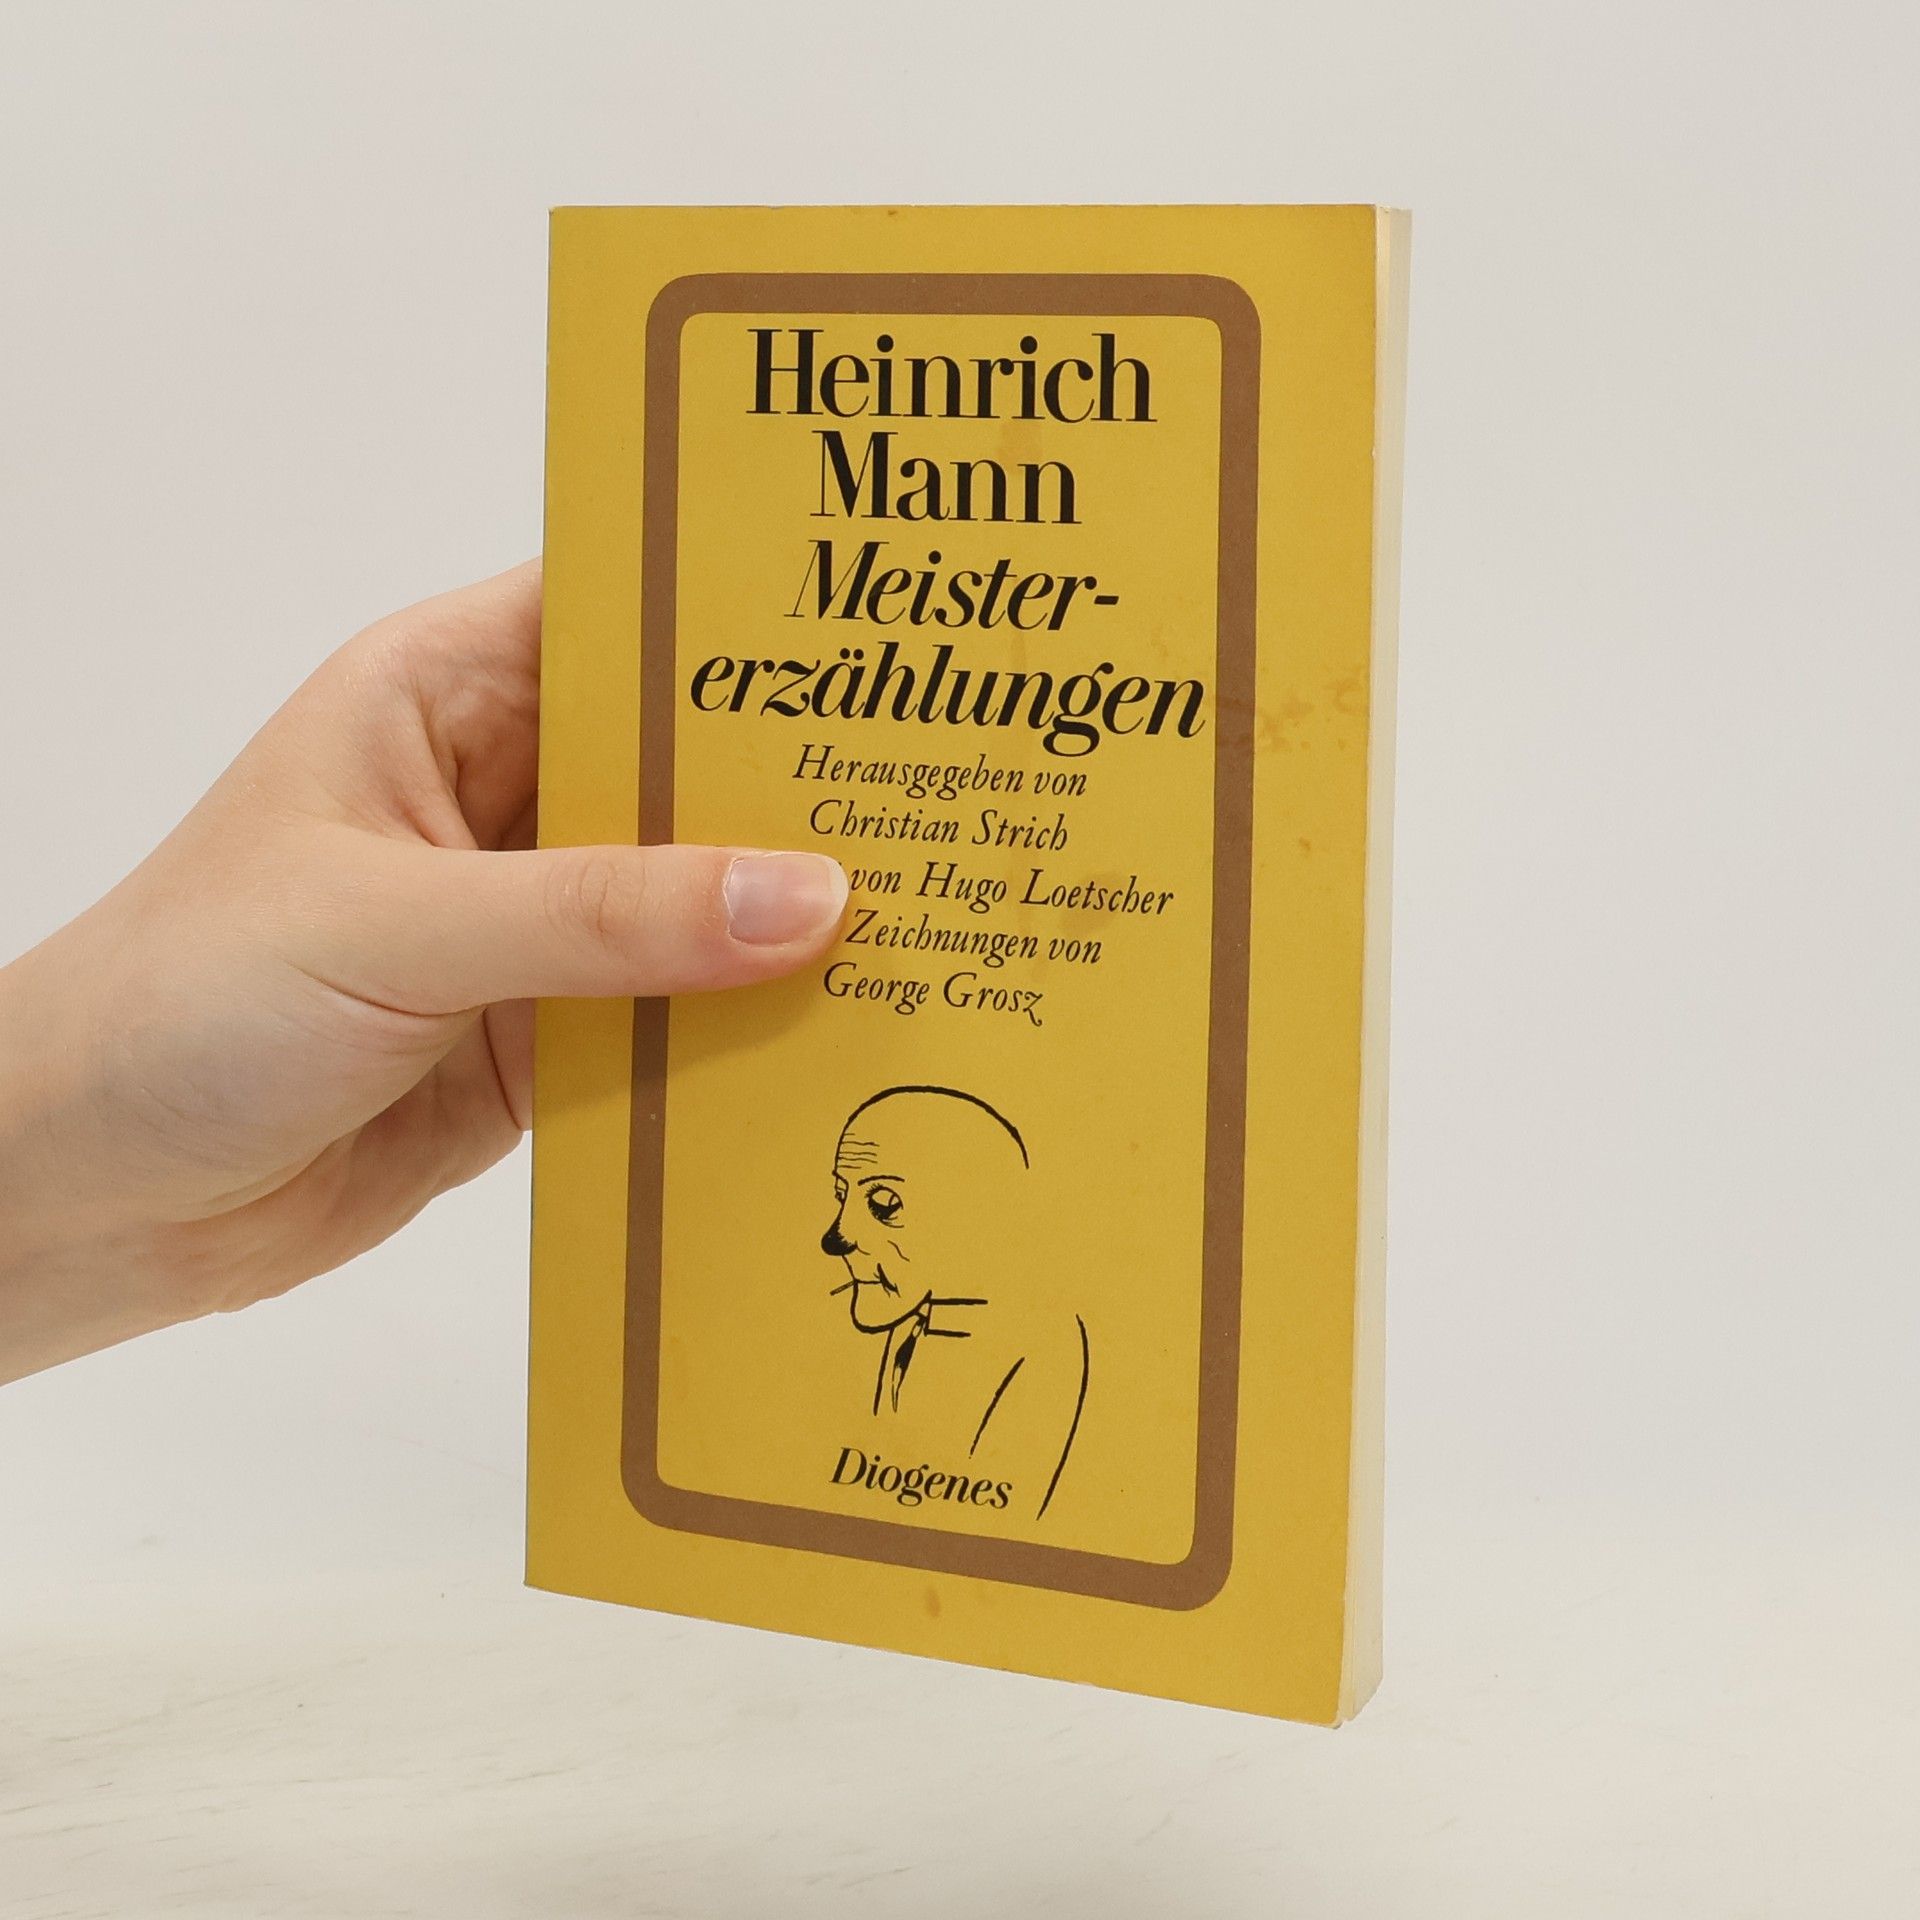 Heinrich
Mann
Meister-
erzählungen
Herausgegeben von
Christian Strich
von Hugo Loetscher
Zeichnungen von
George Grosz
Diogenes